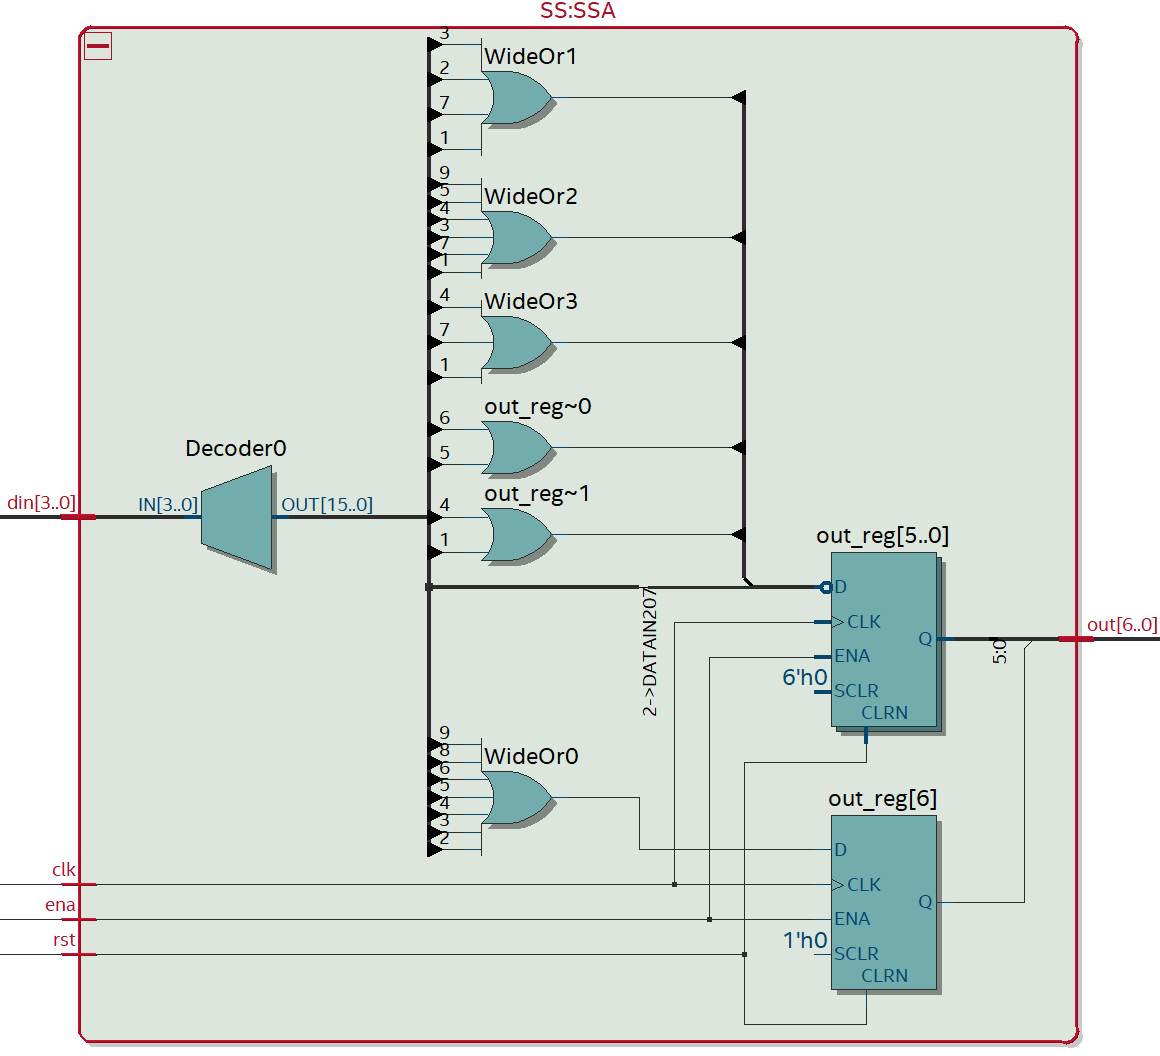 SS:SSA
3
WideOr1
2
7
1
9
WideOr2
5
4
3
7
1
4
WideOr3
7
1
out_reg~0
6
5
Decoder0
out_reg~1
din[3..0]
IN[3..0]
OUT[15..0]
4
1
out_reg[5..0]
D
2->DATAIN207
CLK
out[6..0]
Q
5:0
ENA
6'h0
SCLR
CLRN
9
WideOr0
8
6
5
4
3
2
out_reg[6]
D
clk
CLK
Q
ena
ENA
rst
1'h0
SCLR
CLRN